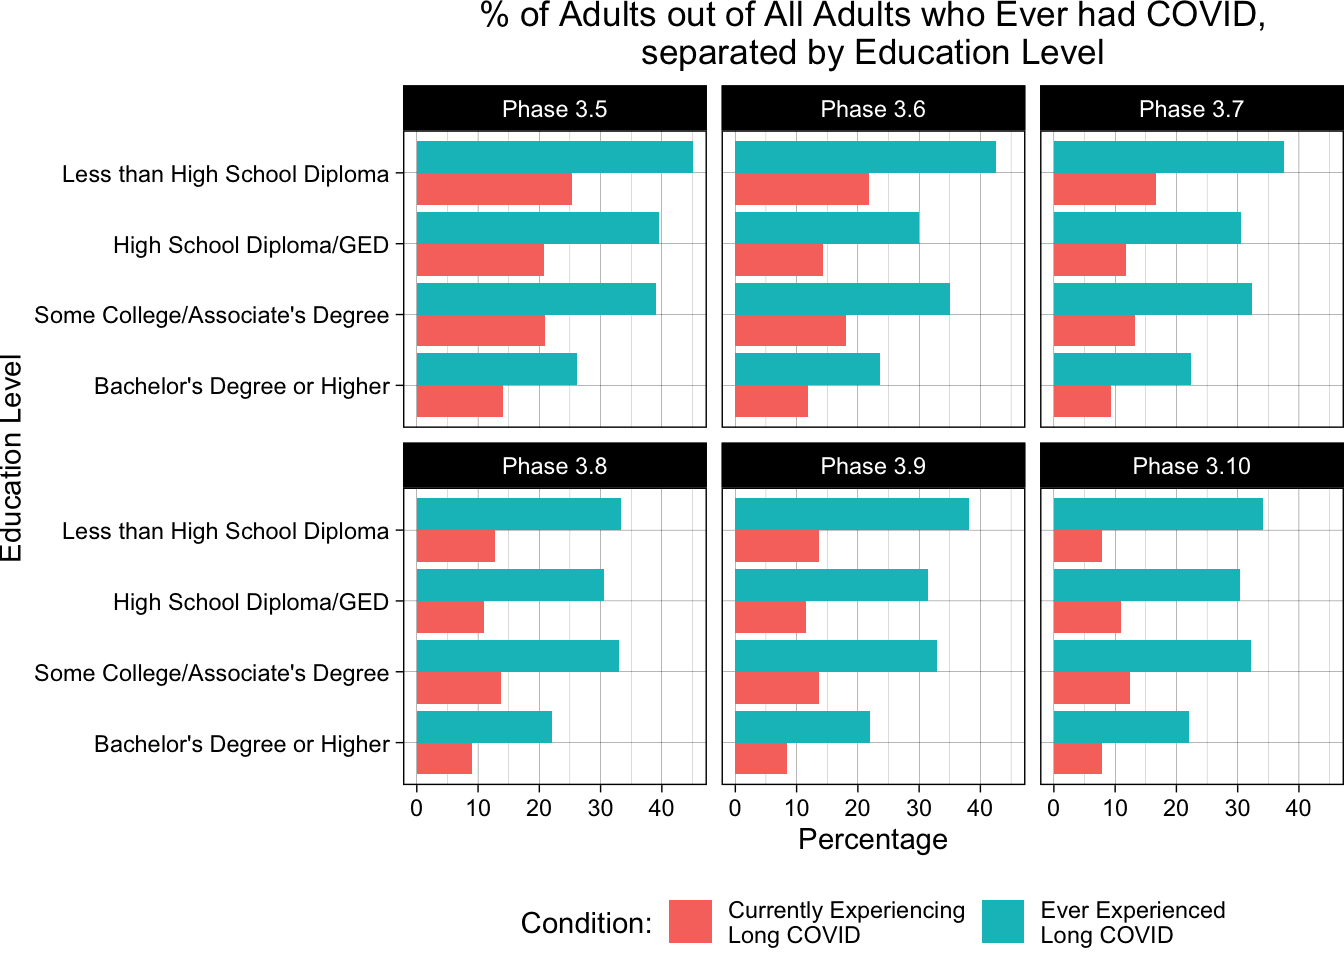 % of Adults out of All Adults who Ever had COVID,
separated by Education Level
Phase 3.5
Phase 3.6
Phase 3.7
Less than High School Diploma
High School Diploma/GED
Some College/Associate's Degree
Bachelor's Degree or Higher
Education Level
Phase 3.8
Phase 3.9
Phase 3.10
Less than High School Diploma
High School Diploma/GED
Some College/Associate's Degree
Bachelor's Degree or Higher
0 10 20 30 40
0 10 20 30 40
0 10 20 30 40
Percentage
Condition:
Currently Experiencing
Long COVID
Ever Experienced
Long COVID